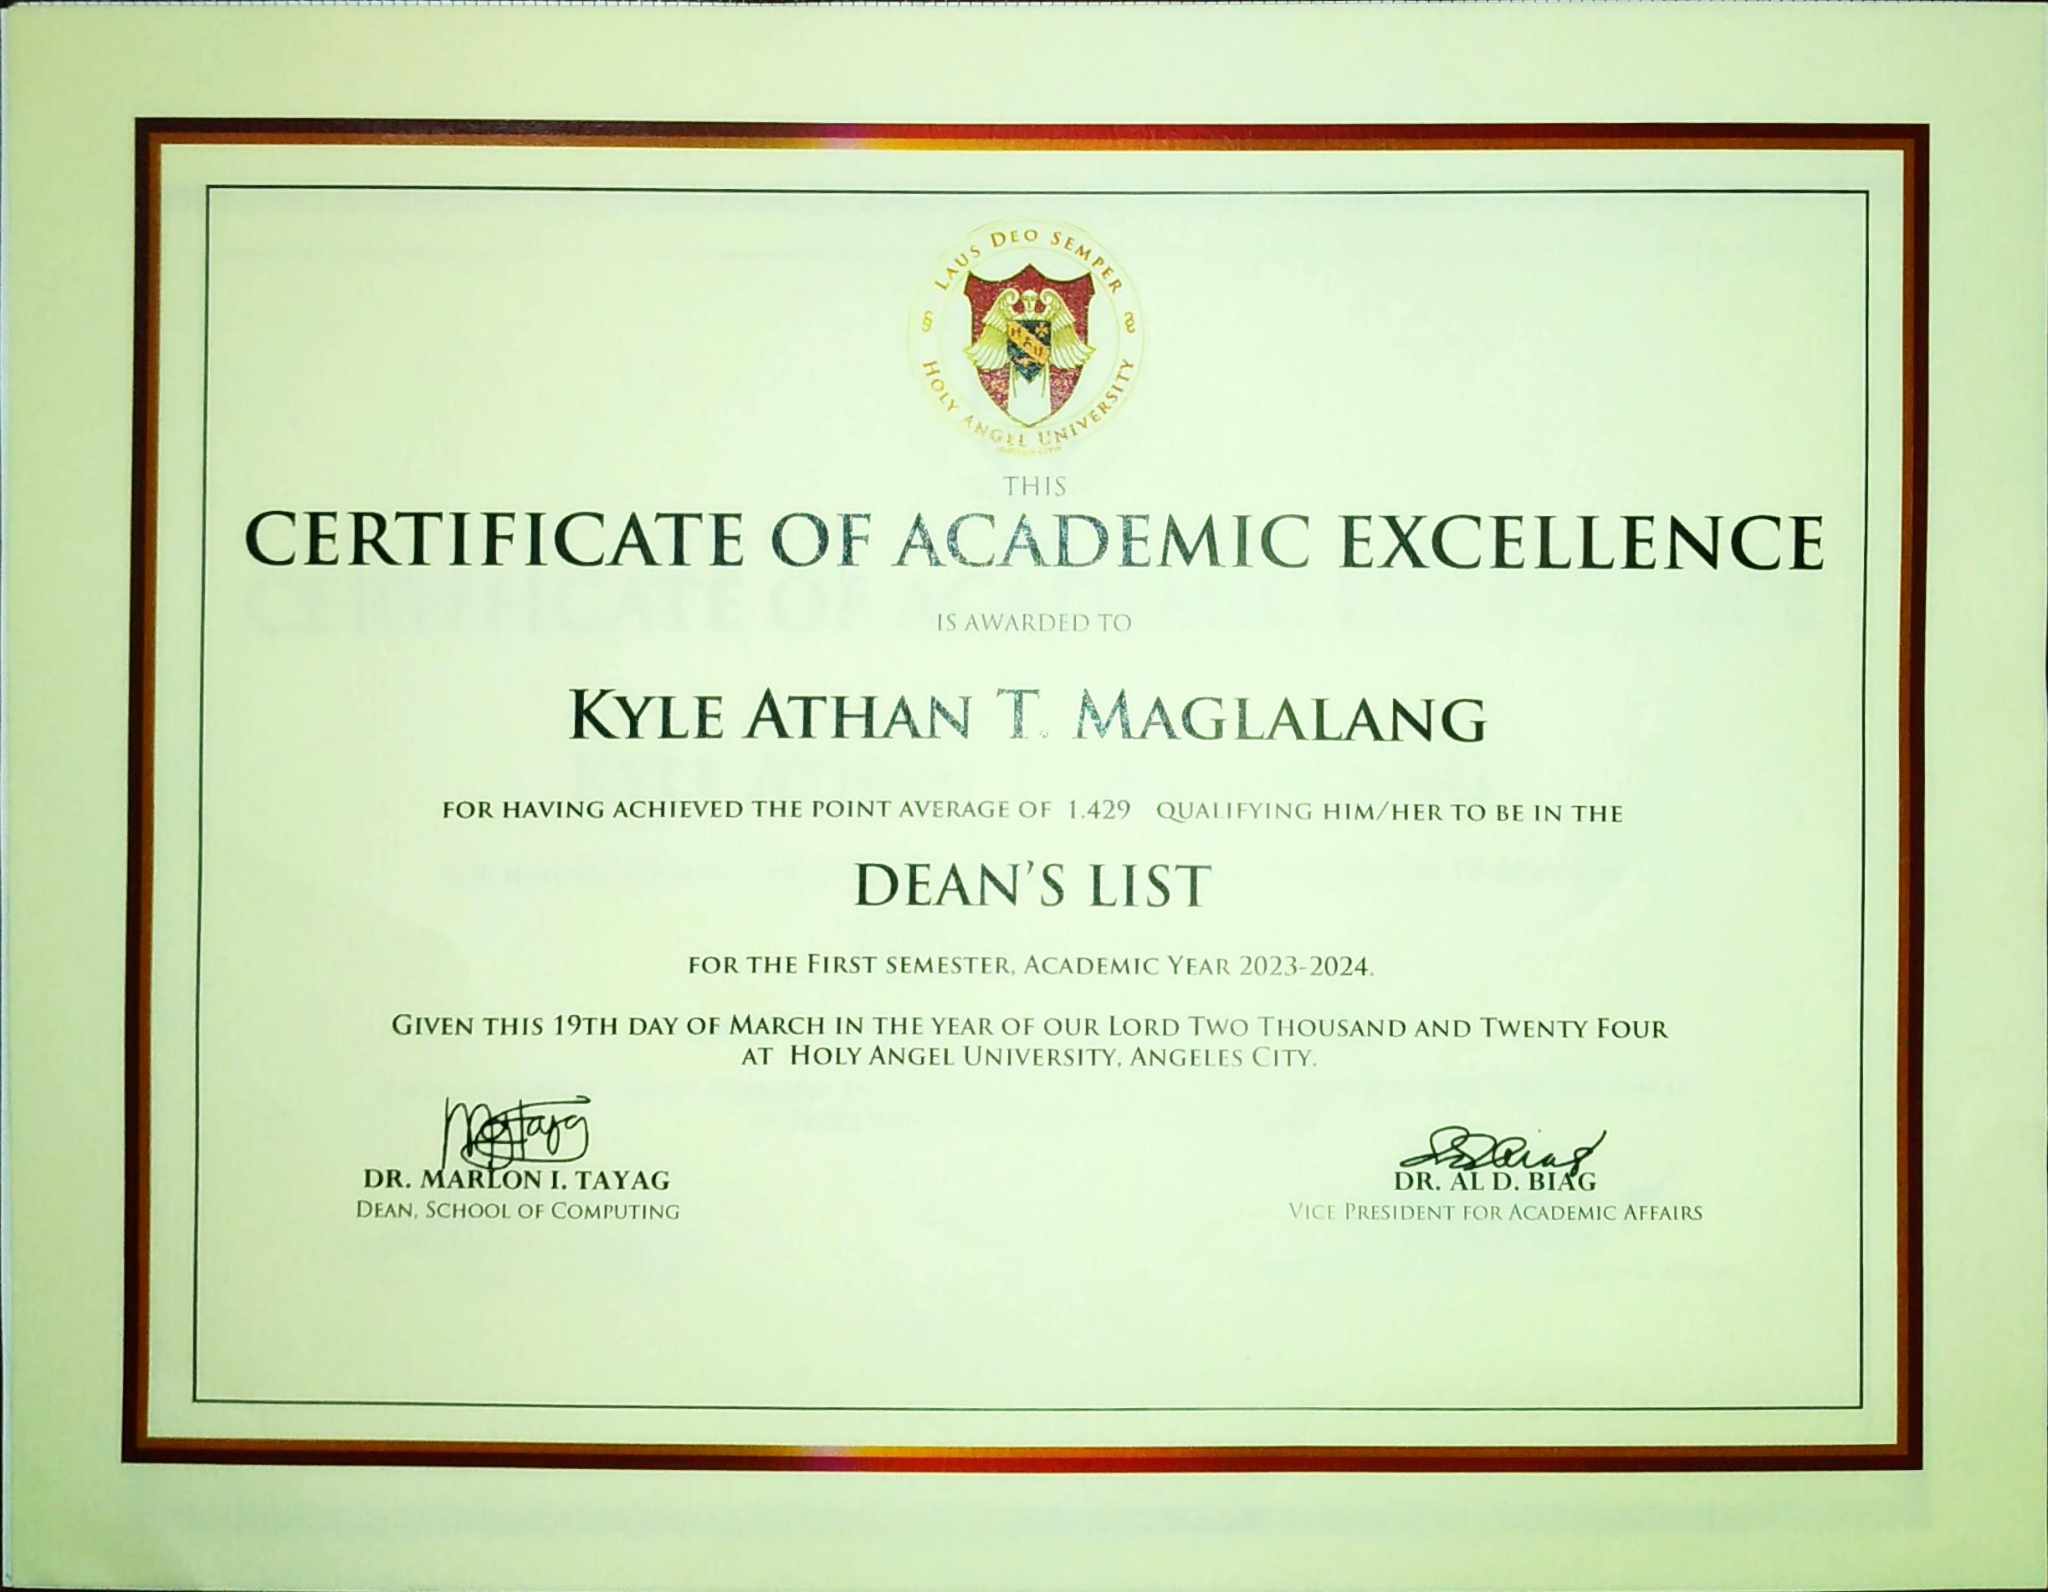 LAUS DEO SEMPER
HOLY ANGEL UNIVERSITY
THIS
CERTIFICATE OF ACADEMIC EXCELLENCE
IS AWARDED TO
KYLE ATHAN T. MAGLALANG
FOR HAVING ACHIEVED THE POINT AVERAGE OF 1.429 QUALIFYING HIM/HER TO BE IN THE
DEAN'S LIST
FOR THE FIRST SEMESTER, ACADEMIC YEAR 2023-2024.
GIVEN THIS 19TH DAY OF MARCH IN THE YEAR OF OUR LORD TWO THOUSAND AND TWENTY FOUR
AT HOLY ANGEL UNIVERSITY, ANGELES CITY.
DR. MARLON I. TAYAG
DEAN, SCHOOL OF COMPUTING
DR. AL D. BIAG
VICE PRESIDENT FOR ACADEMIC AFFAIRS